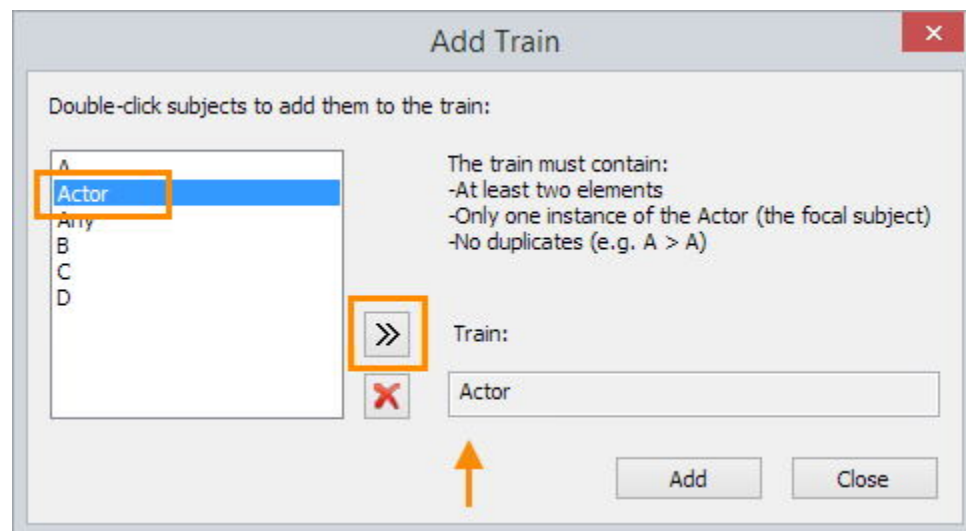 Add Train
Double-click subjects to add them to the train:
A
Actor
Any
B
C
D
The train must contain:
-At least two elements
-Only one instance of the Actor (the focal subject)
-No duplicates (e.g. A > A)
Train:
Actor
Add
Close